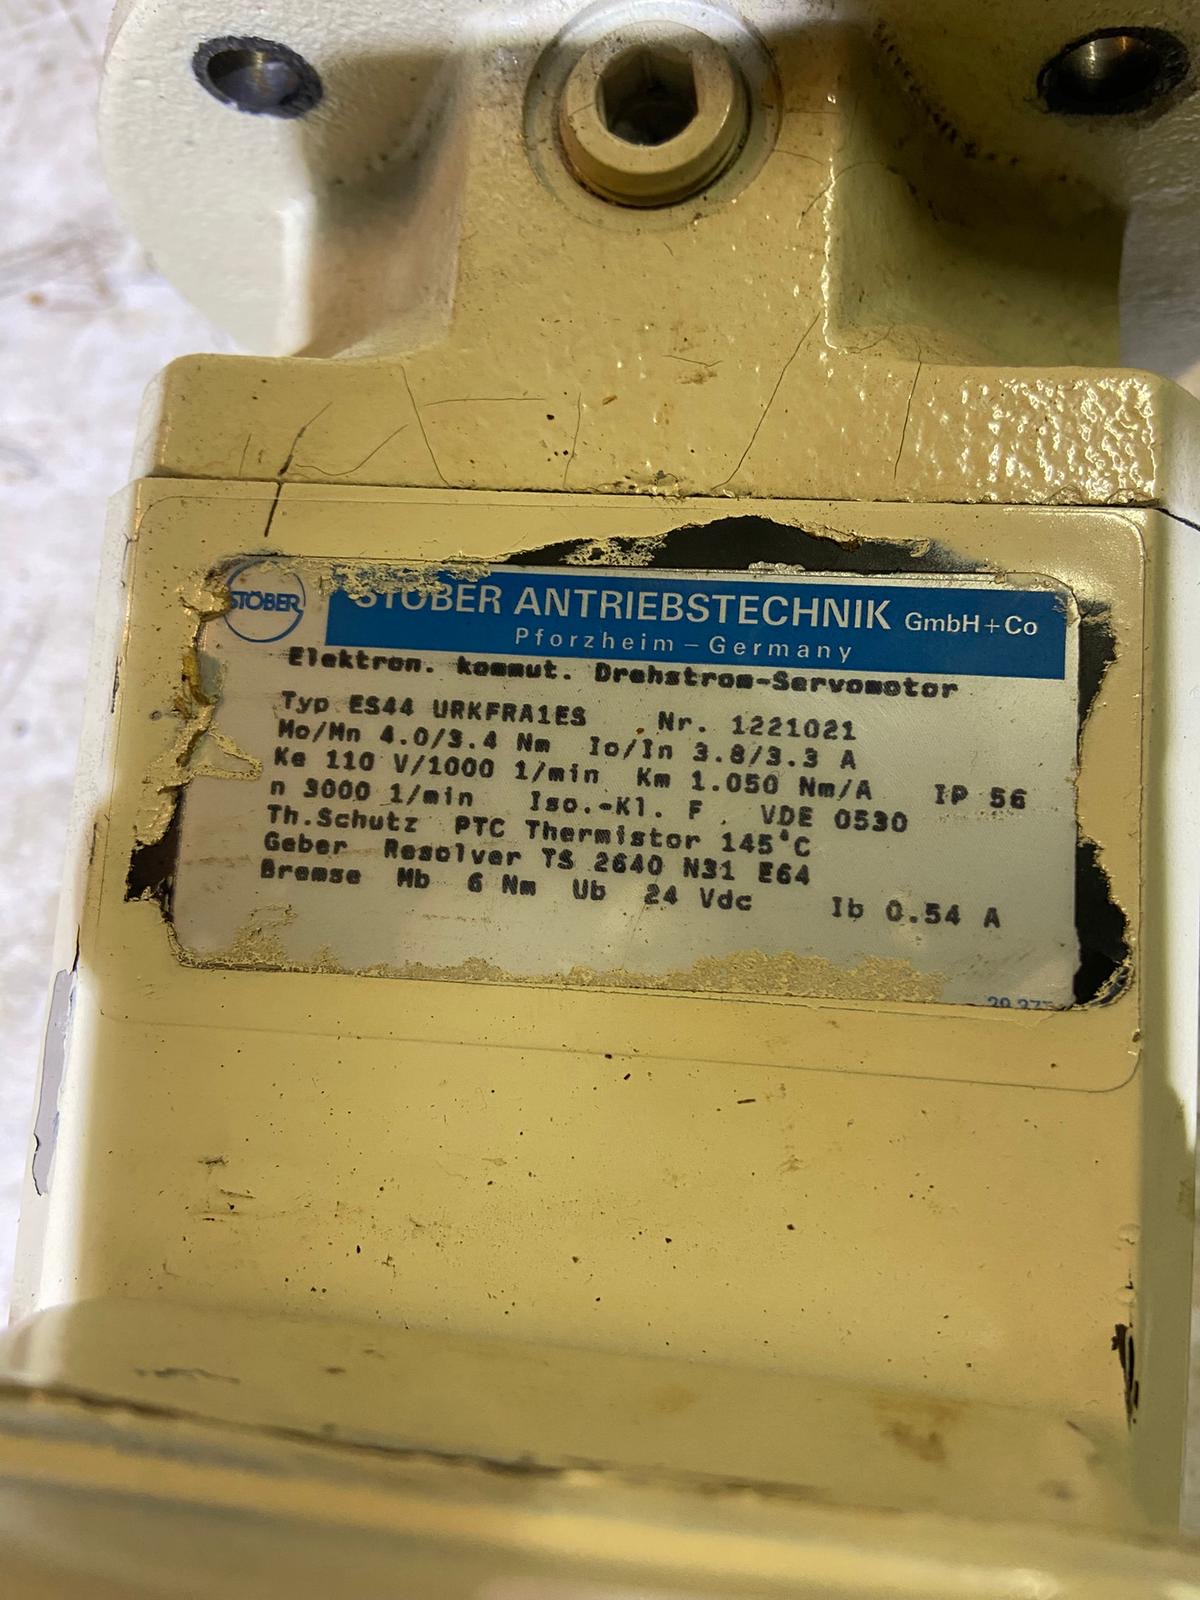 STÖBER
STÖBER ANTRIEBSTECHNIK GmbH+Co
Pforzheim – Germany
Elektron. kommut. Drehstrom-Servomotor
Typ ES44 URKFRA1ES Nr. 1221021
Mo/Mn 4.0/3.4 Nm Io/In 3.8/3.3 A
Ke 110 V/1000 1/min Km 1.050 Nm/A IP 56
n 3000 1/min Iso.-Kl. F VDE 0530
Th.Schutz PTC Thermistor 145°C
Geber Resolver TS 2640 N31 E64
Bremse Mb 6 Nm Ub 24 Vdc Ib 0.54 A